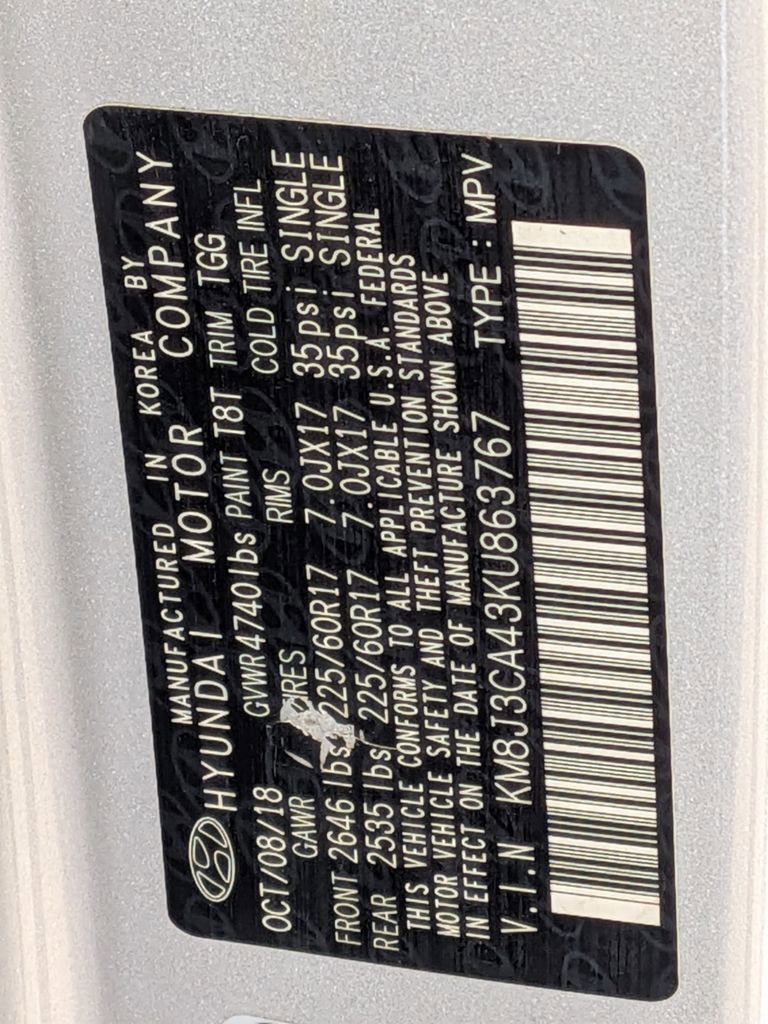 MANUFACTURED IN KOREA BY
HYUNDAI MOTOR COMPANY
OCT/08/18 GVWR 4740lbs PAINT T8T TRM TGG
GAWR RIMS COLD TIRE INFL
FRONT 2646 lbs 225/60R17 7.0JX17 35psi SINGLE
REAR 2535 lbs 225/60R17 7.0JX17 35psi SINGLE
THIS VEHICLE CONFORMS TO ALL APPLICABLE U.S.A. FEDERAL
MOTOR VEHICLE SAFETY AND THEFT PREVENTION STANDARDS
IN EFFECT ON THE DATE OF MANUFACTURE SHOWN ABOVE
V.I.N KM8J3CA43KU863767 TYPE : MPV